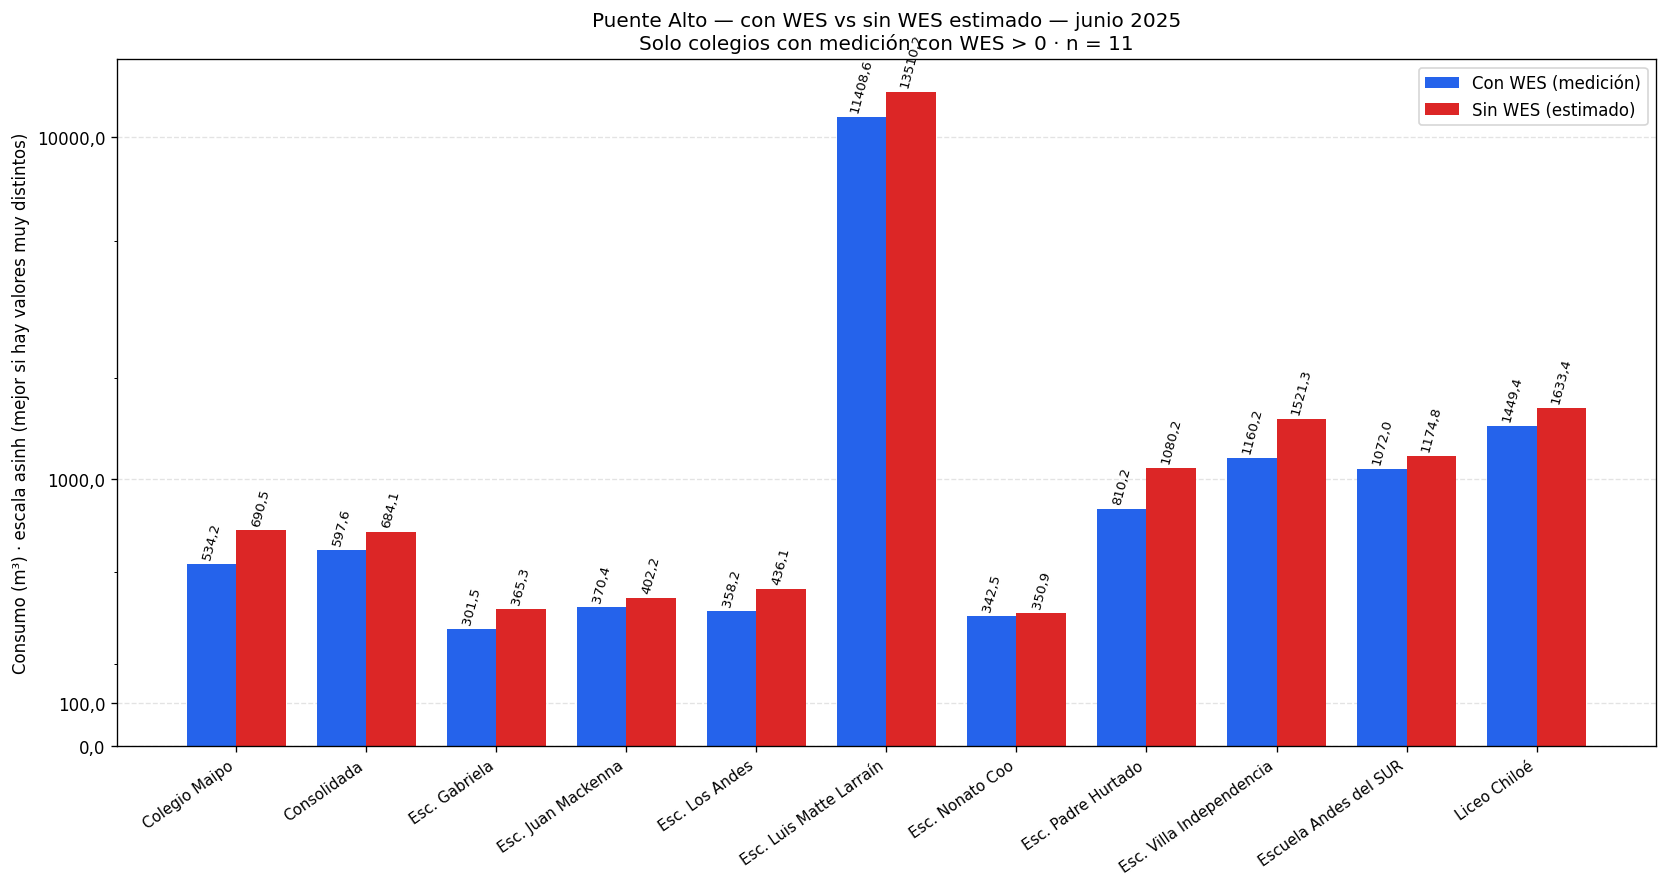 Puente Alto — con WES vs sin WES estimado — junio 2025
Solo colegios con medición con WES > 0 · n = 11
Con WES (medición)
Sin WES (estimado)
Consumo (m³) · escala asinh (mejor si hay valores muy distintos)
10000,0
1000,0
100,0
0,0
534,2
690,5
597,6
684,1
301,5
365,3
370,4
402,2
358,2
436,1
11408,6
13510,2
342,5
350,9
810,2
1080,2
1160,2
1521,3
1072,0
1174,8
1449,4
1633,4
Colegio Maipo
Consolidada
Esc. Gabriela
Esc. Juan Mackenna
Esc. Los Andes
Esc. Luis Matte Larraín
Esc. Nonato Coo
Esc. Padre Hurtado
Esc. Villa Independencia
Escuela Andes del SUR
Liceo Chiloé